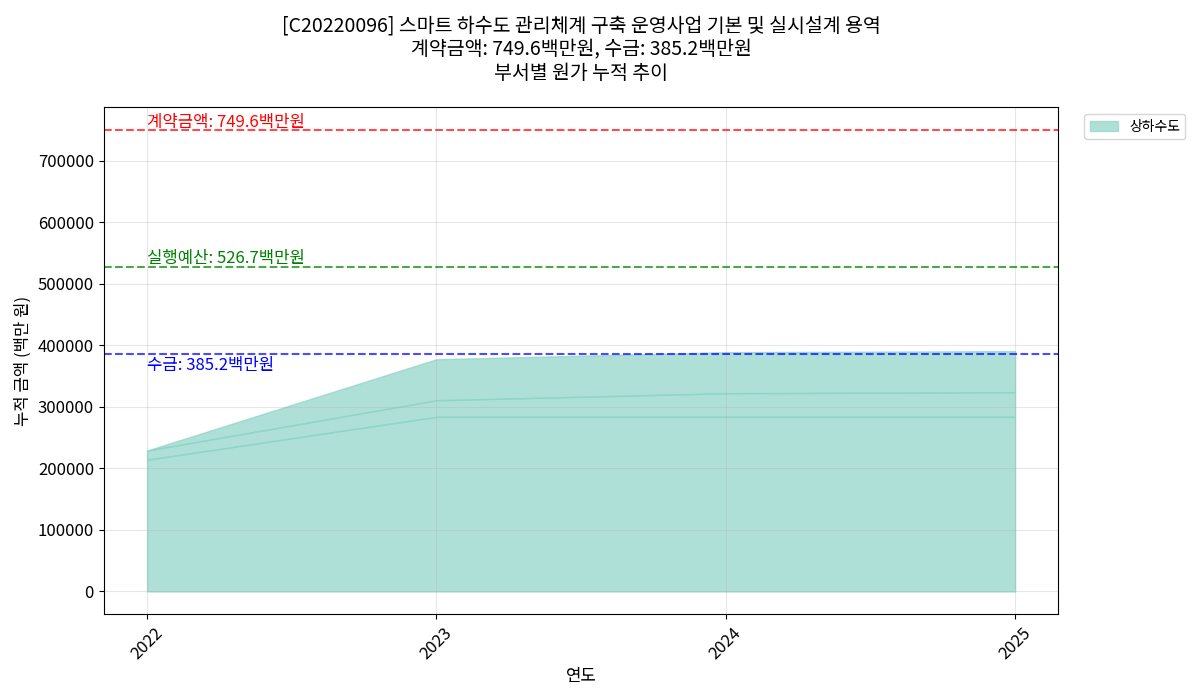 [C20220096] 스마트 하수도 관리체계 구축 운영사업 기본 및 실시설계 용역
계약금액: 749.6백만원, 수금: 385.2백만원
부서별 원가 누적 추이
계약금액: 749.6백만원
상하수도
실행예산: 526.7백만원
수금: 385.2백만원
700000
600000
500000
400000
300000
200000
100000
0
누적 금액 (백만 원)
2022
2023
2024
2025
연도